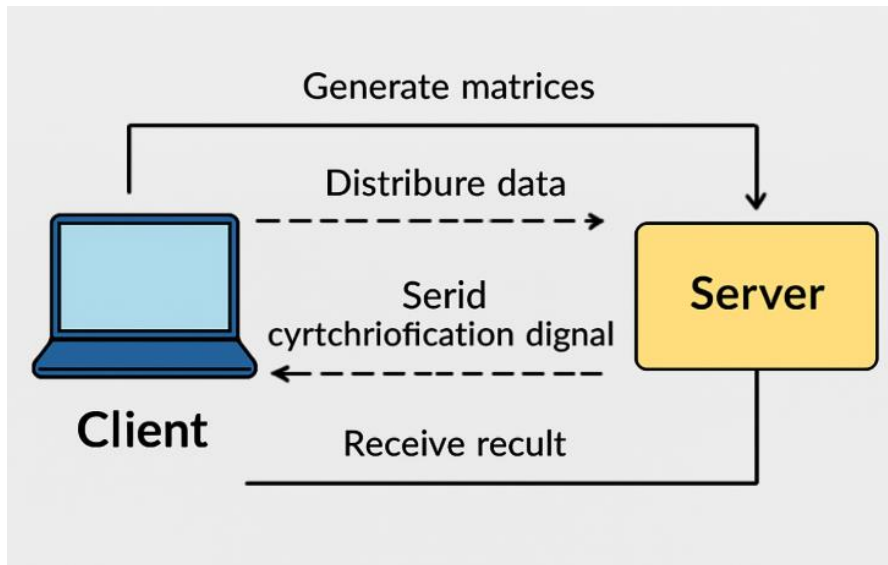 Generate matrices
Distribure data
Serid
cyrtchriofication dignal
Server
Client
Receive recult